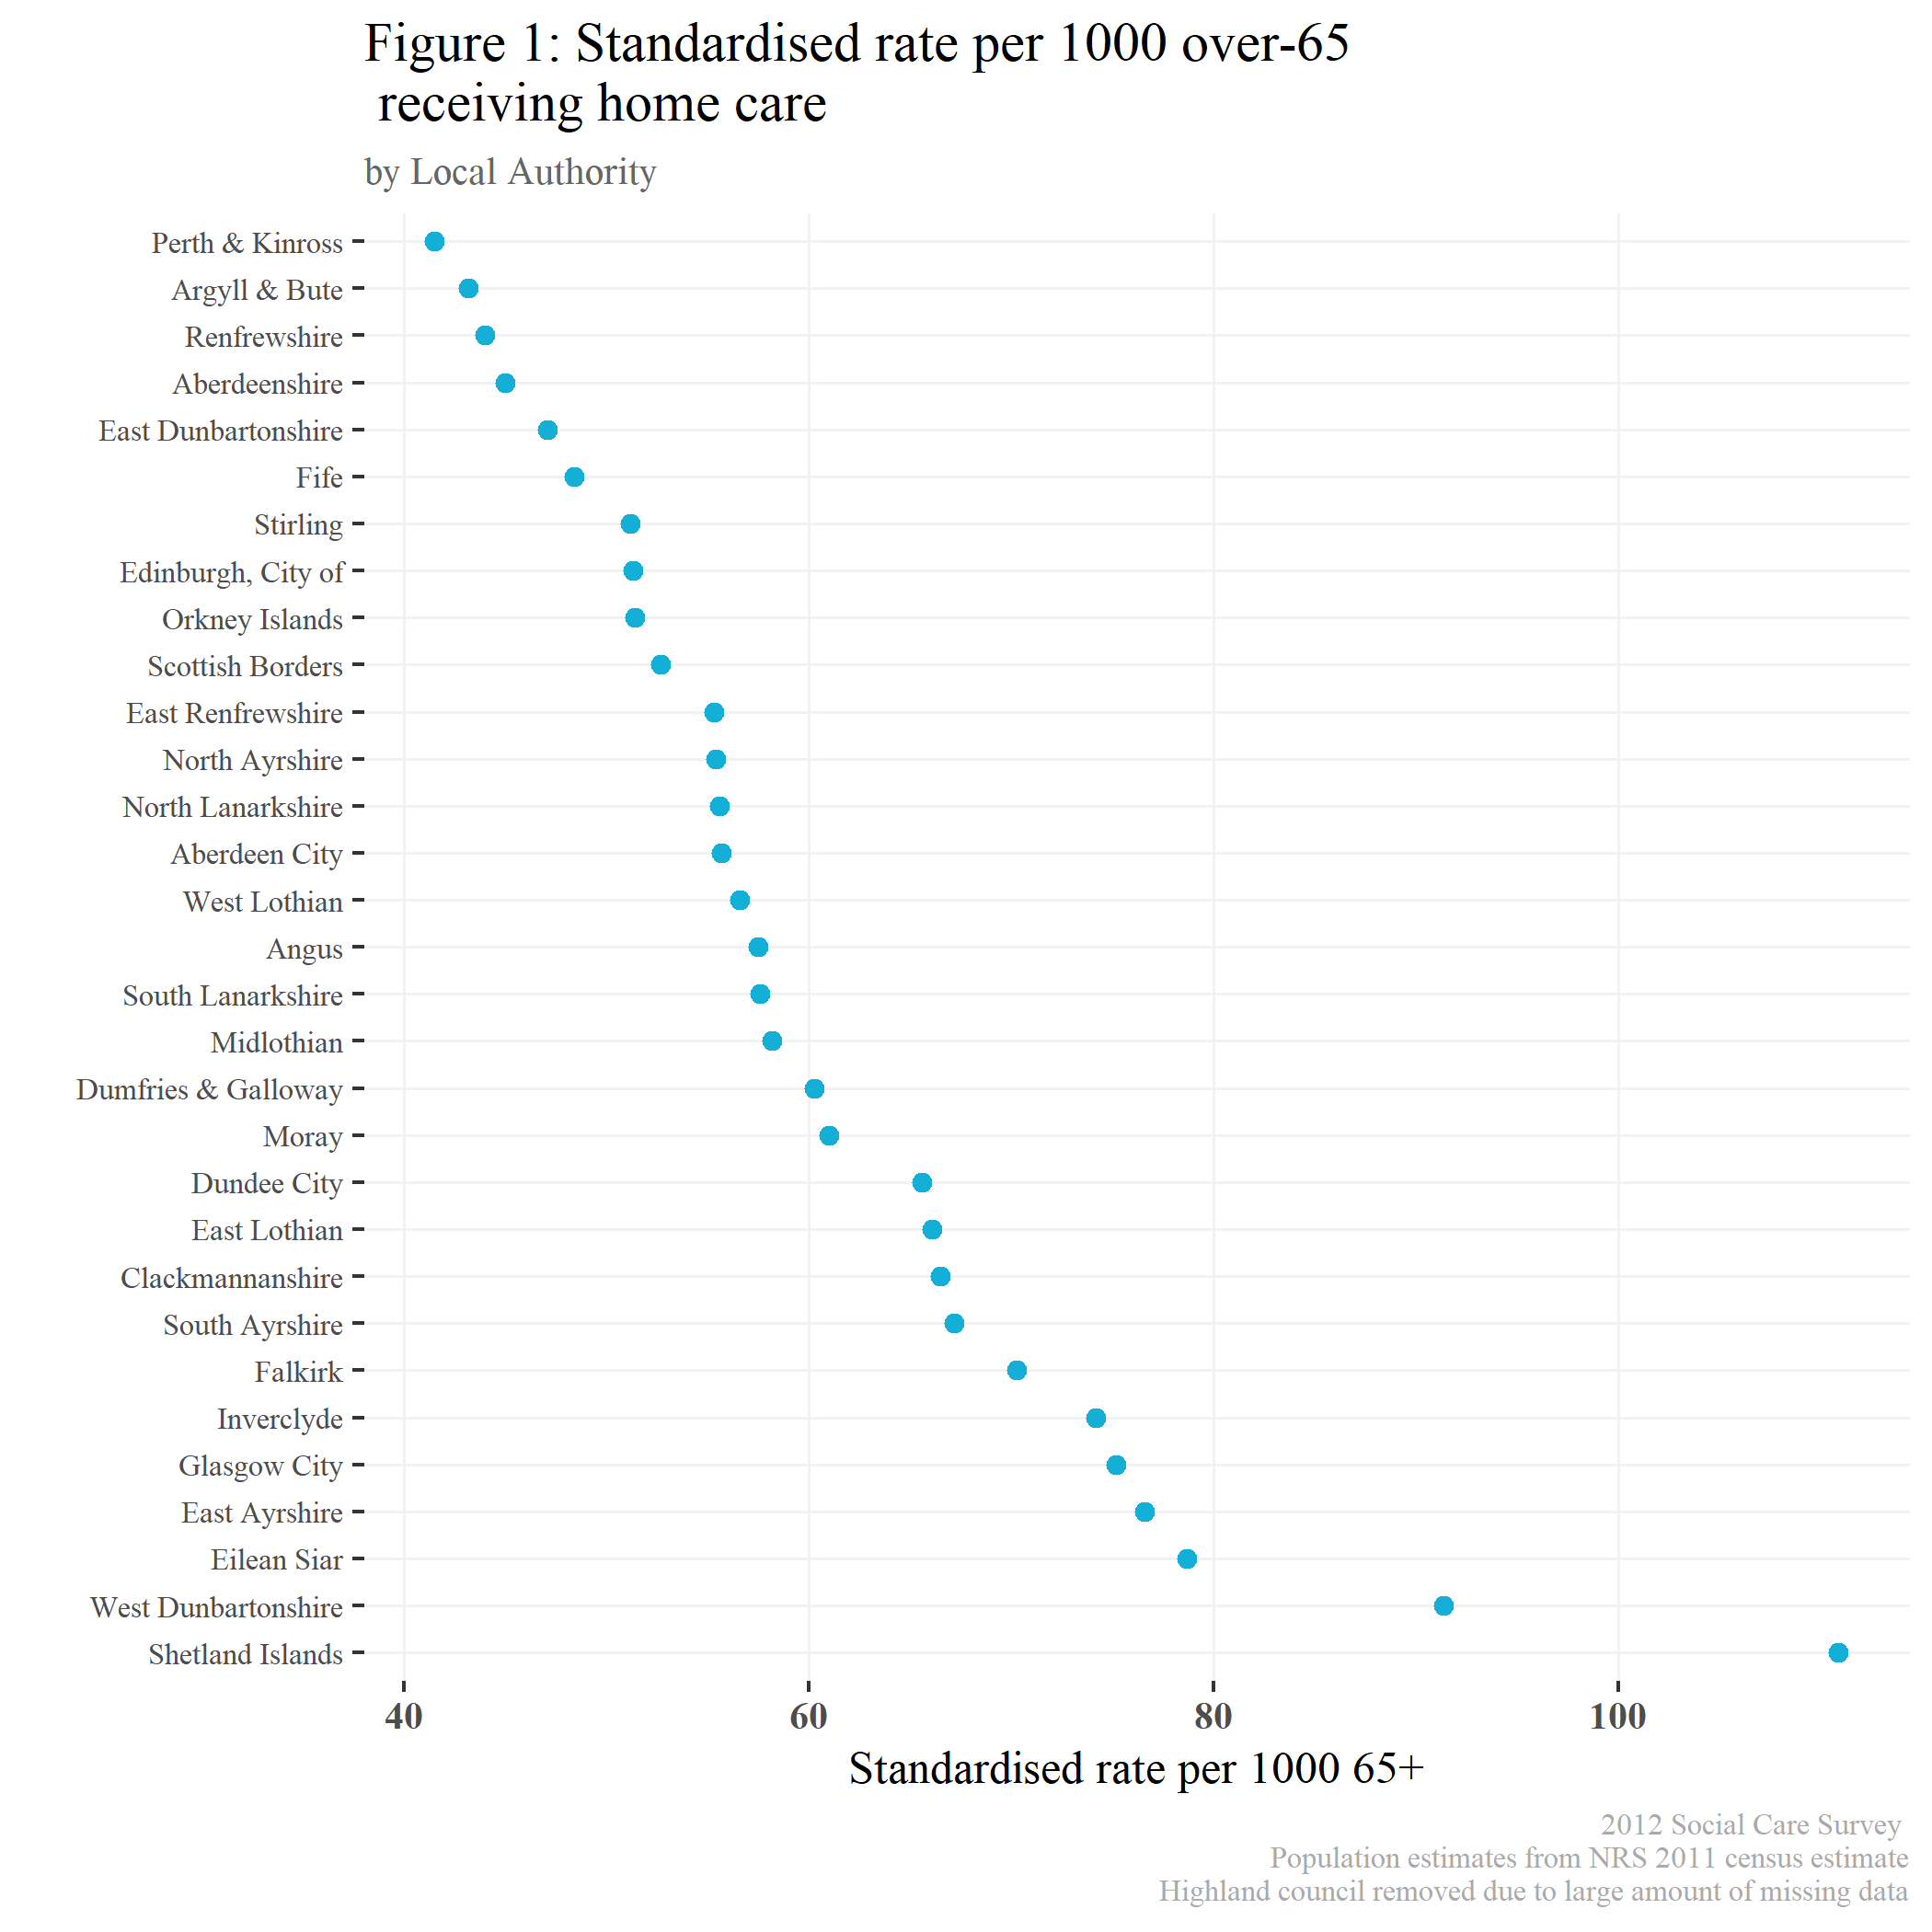 Figure 1: Standardised rate per 1000 over-65
receiving home care
by Local Authority
Perth & Kinross
Argyll & Bute
Renfrewshire
Aberdeenshire
East Dunbartonshire
Fife
Stirling
Edinburgh, City of
Orkney Islands
Scottish Borders
East Renfrewshire
North Ayrshire
North Lanarkshire
Aberdeen City
West Lothian
Angus
South Lanarkshire
Midlothian
Dumfries & Galloway
Moray
Dundee City
East Lothian
Clackmannanshire
South Ayrshire
Falkirk
Inverclyde
Glasgow City
East Ayrshire
Eilean Siar
West Dunbartonshire
Shetland Islands
40 60 80 100
Standardised rate per 1000 65+
2012 Social Care Survey
Population estimates from NRS 2011 census estimate
Highland council removed due to large amount of missing data